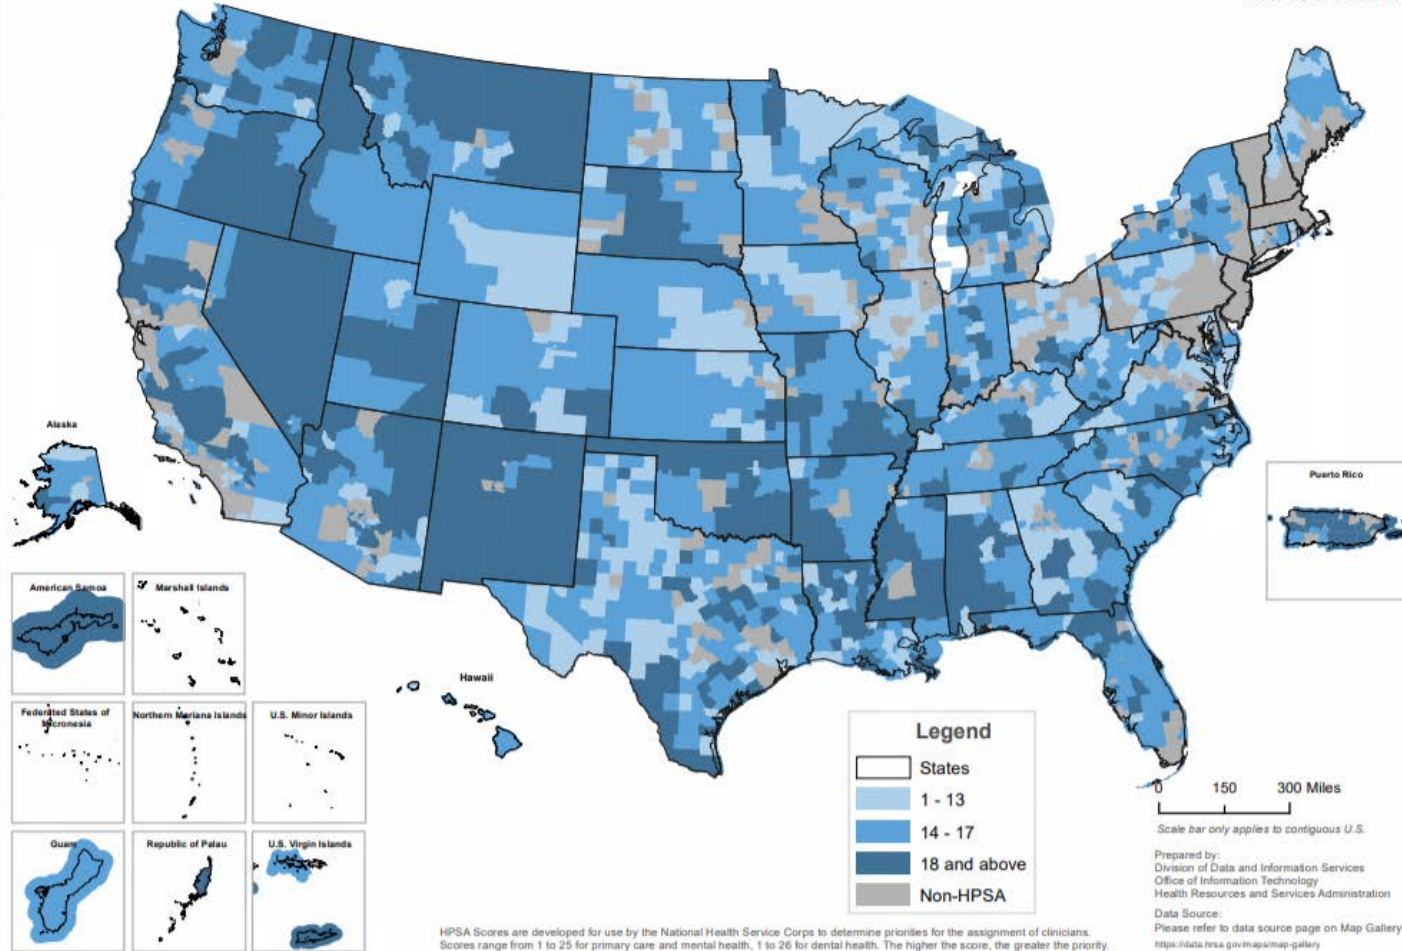 Alaska
Puerto Rico
American Samoa
Marshall Islands
Hawaii
Federated States of
Micronesia
Northern Mariana Islands
U.S. Minor Islands
Guam
Republic of Palau
U.S. Virgin Islands
Legend
States
1 - 13
14 - 17
18 and above
Non-HPSA
0 150 300 Miles
Scale bar only applies to contiguous U.S.
Prepared by:
Division of Data and Information Services
Office of Information Technology
Health Resources and Services Administration
Data Source:
Please refer to data source page on Map Gallery
https://data.hrsa.gov/maps/map-gallery
HPSA Scores are developed for use by the National Health Service Corps to determine priorities for the assignment of clinicians.
Scores range from 1 to 25 for primary care and mental health, 1 to 26 for dental health. The higher the score, the greater the priority.